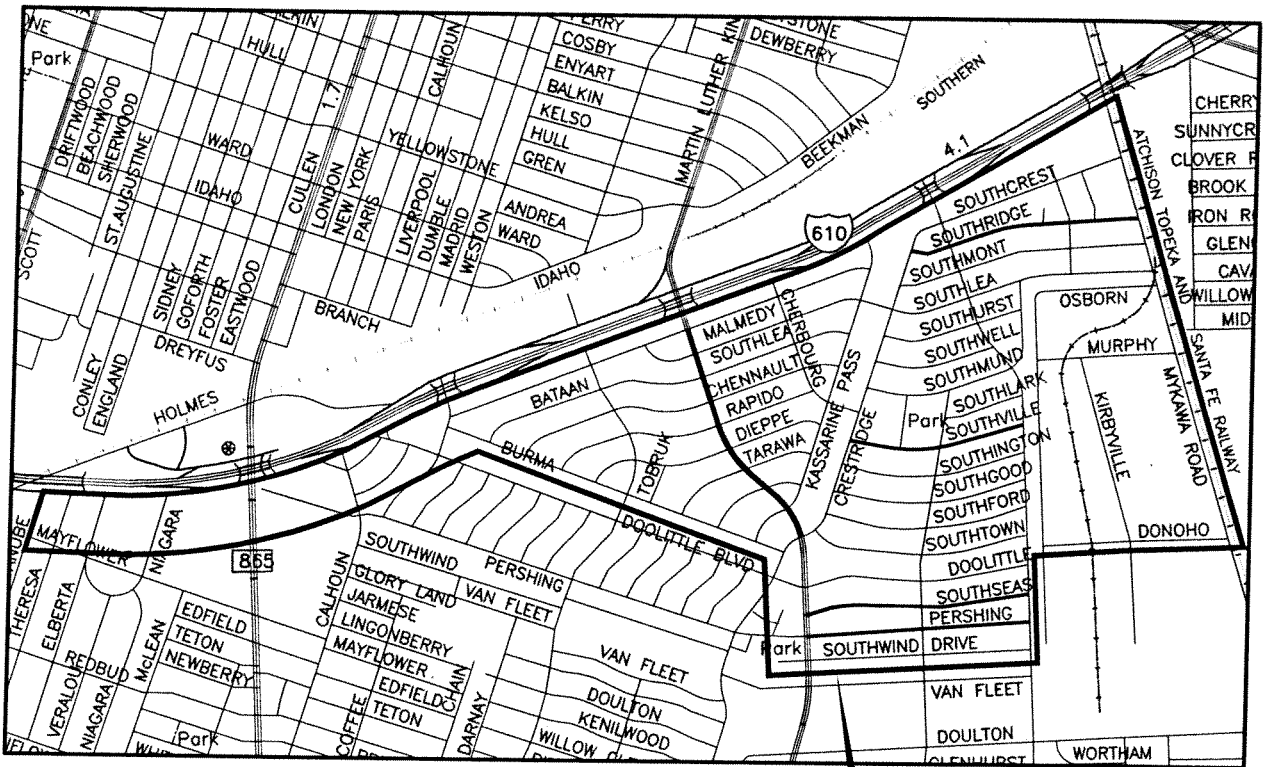 Park
HULL
CALHOUN
COSBY
ENYART
BALKIN
KELSO
HULL
GREN
DEWBERRY
MARTIN LUTHER KIN
BEEKMAN
SOUTHERN
4.1
1.7
DRIFTWOOD
BEACHWOOD
SHERWOOD
ST.AUGUSTINE
WARD
IDAHO
CULLEN
LONDON
NEW YORK
PARIS
YELLOWSTONE
LIVERPOOL
DUMBLE
MADRID
WESTON
ANDREA
WARD
IDAHO
SCOTT
SIDNEY
GOFORTH
FOSTER
EASTWOOD
DREYFUS
BRANCH
CONLEY
ENGLAND
HOLMES
610
ATCHISON TOPEKA AND
SANTA FE RAILWAY
MYKAWA ROAD
CHERRY
SUNNYCR
CLOVER R
BROOK
IRON RI
GLEN
CAVA
WILLOW
MID
SOUTHCREST
SOUTHRIDGE
SOUTHMONT
SOUTHLEA
SOUTHURST
SOUTHWELL
SOUTHMUND
Park
SOUTHLARK
SOUTHVILLE
SOUTHINGTON
SOUTHGOOD
SOUTHFORD
SOUTHTOWN
DOOLITTLE
SOUTHSEAS
PERSHING
SOUTHWIND DRIVE
Park
OSBORN
MURPHY
KIRBYVILLE
DONOHO
MALMEDY
SOUTHLEA
CHENNAULT
RAPIDO
DIEPPE
TARAWA
CHERBOURG
KASSARINE PASS
CRESTRIDGE
BATAAN
BURMA
TOBRUK
DOOLITTLE BLVD
MAYFLOWER
NIAGARA
865
THERESA
ELBERTA
VERALOU
REDBUD
NIAGARA
McLEAN
EDFIELD
TETON
NEWBERRY
Park
CALHOUN
COFFEE
SOUTHWIND
PERSHING
GLORY LAND
VAN FLEET
JARMESE
LINGONBERRY
MAYFLOWER
EDFIELD
TETON
CHAIN
DARNAY
VAN FLEET
DOULTON
KENILWOOD
WILLOW
VAN FLEET
DOULTON
GLENHURST
WORTHAM